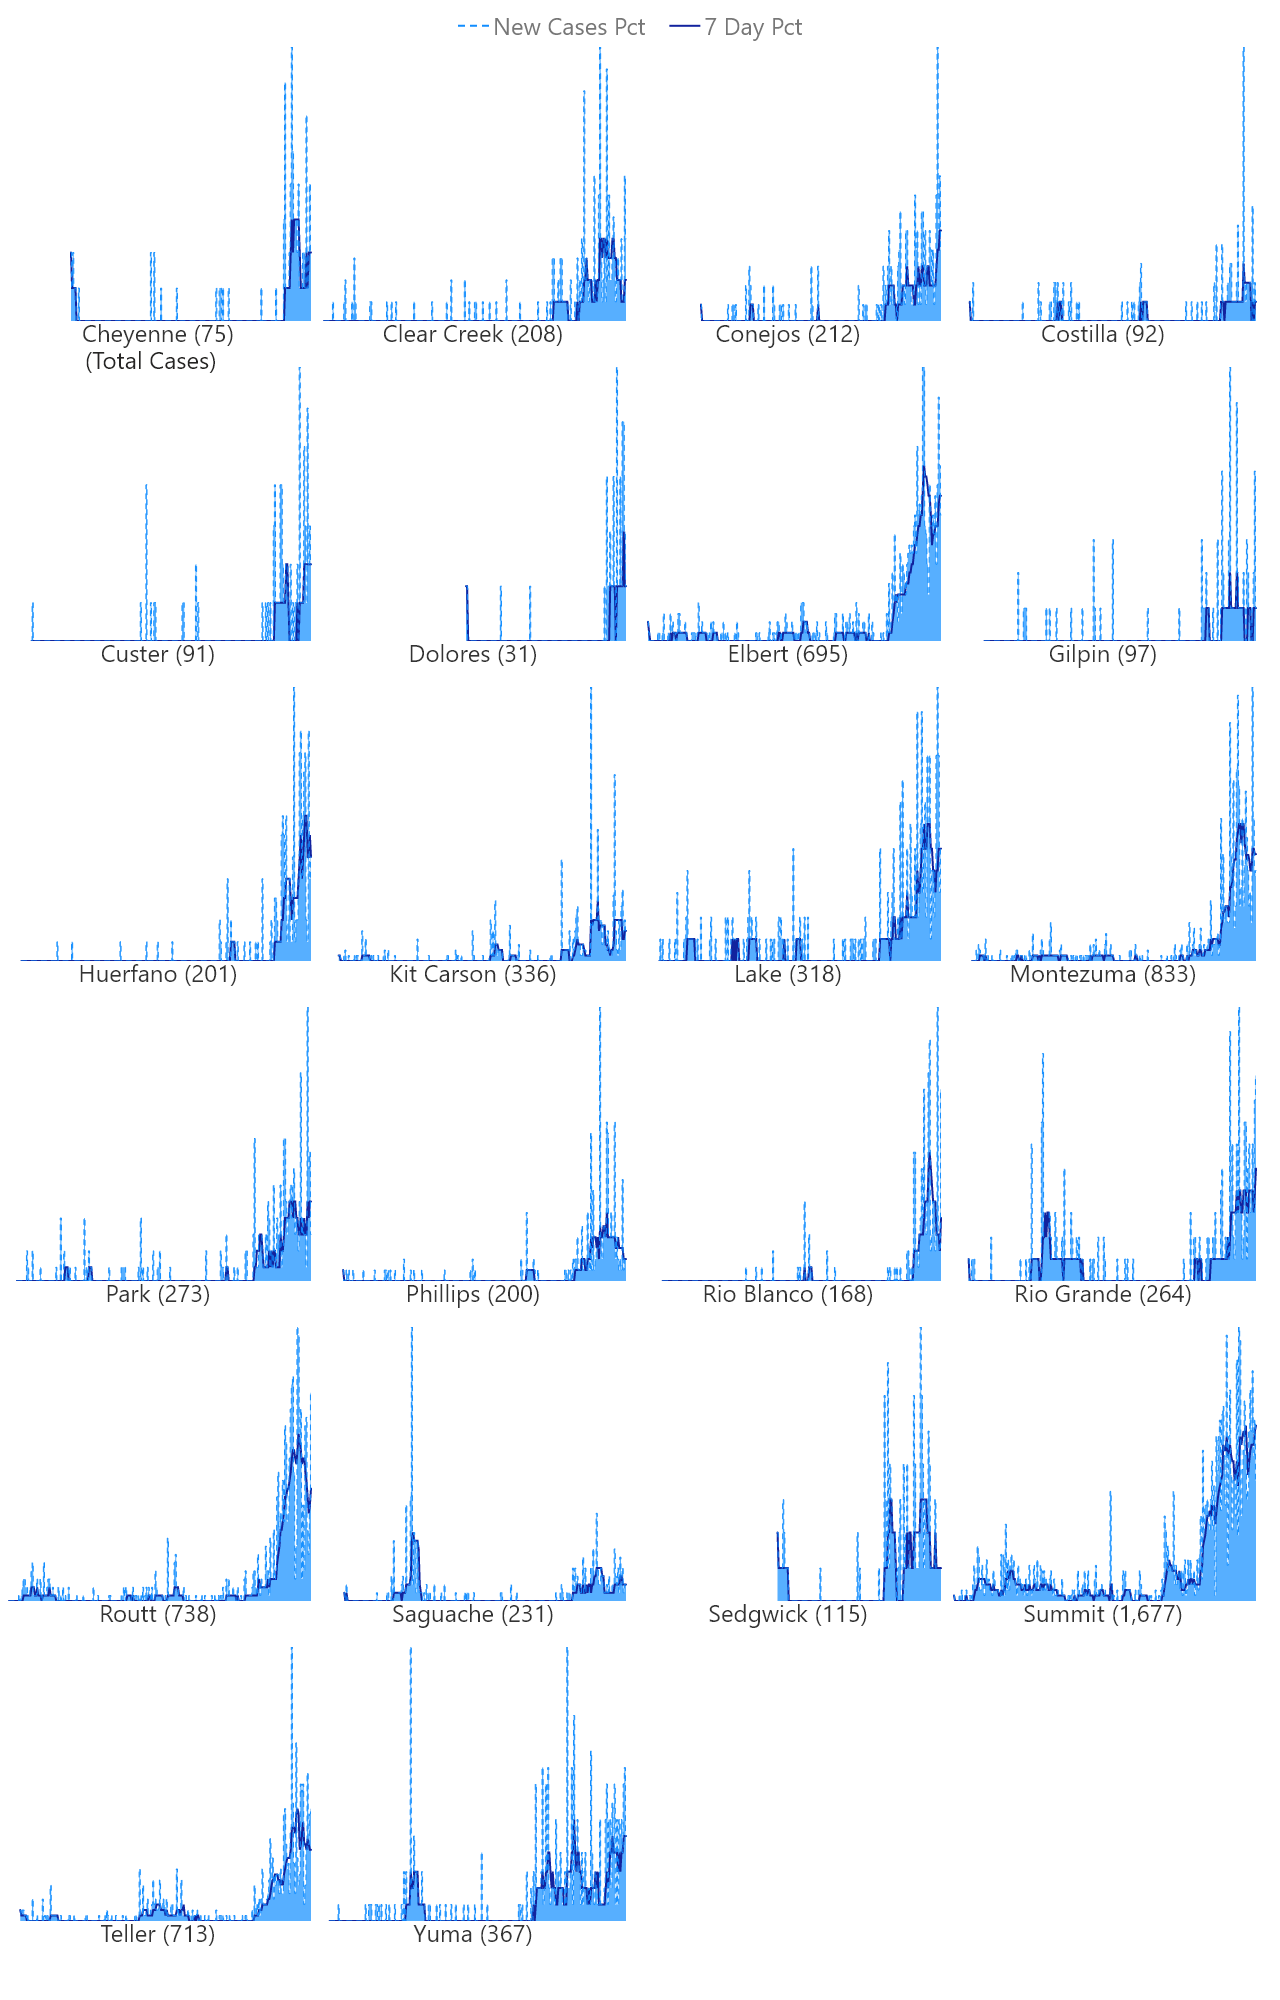 New Cases Pct 7 Day Pct
Cheyenne (75) Clear Creek (208) Conejos (212) Costilla (92)
(Total Cases)
Custer (91) Dolores (31) Elbert (695) Gilpin (97)
Huerfano (201) Kit Carson (336) Lake (318) Montezuma (833)
Park (273) Phillips (200) Rio Blanco (168) Rio Grande (264)
Routt (738) Saguache (231) Sedgwick (115) Summit (1,677)
Teller (713) Yuma (367)